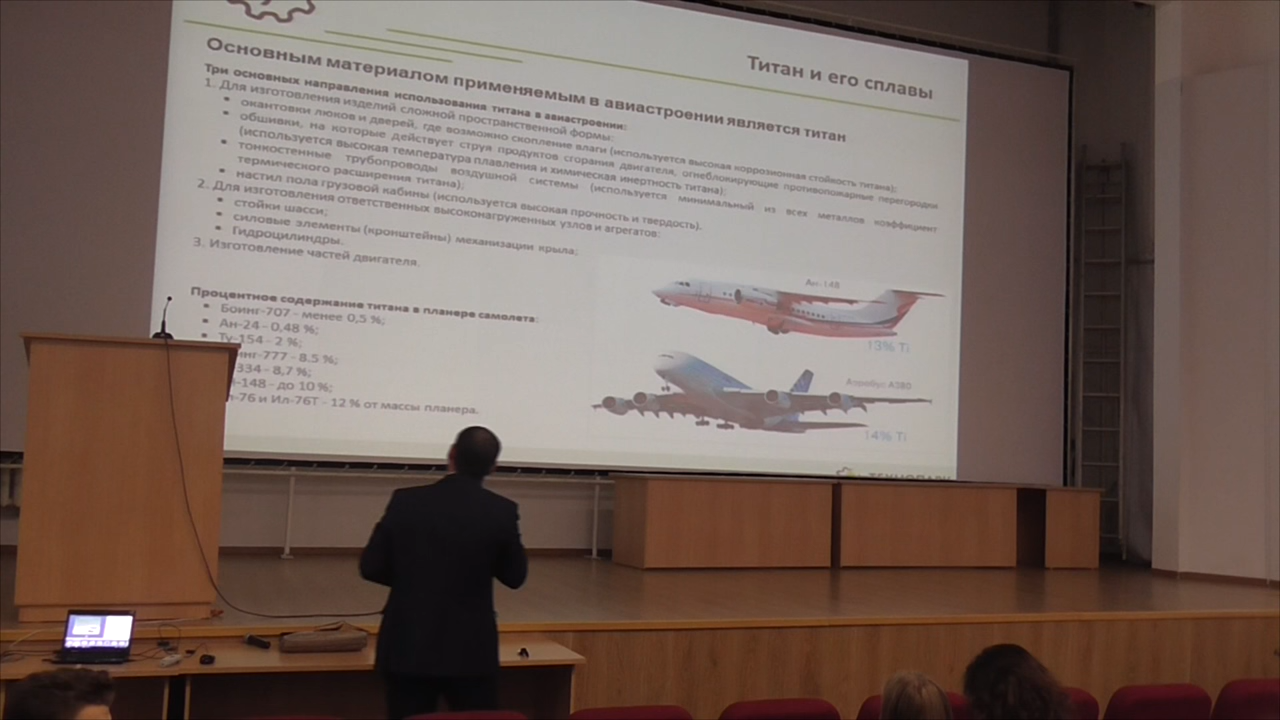 Титан и его сплавы
Основным материалом применяемым в авиастроении является титан
Три основных направления использования титана в авиастроении:
1. Для изготовления изделий сложной пространственной формы:
• окантовки люков и дверей, где возможно скопление влаги (используется высокая коррозионная стойкость титана);
• обшивки, на которые действует струя продуктов сгорания двигателя, огнеблокирующие противопожарные перегородки
(используется высокая температура плавления и химическая инертность титана);
• тонкостенные трубопроводы воздушной системы (используется минимальный из всех металлов коэффициент
термического расширения титана);
• настил пола грузовой кабины (используется высокая прочность и твердость).
2. Для изготовления ответственных высоконагруженных узлов и агрегатов:
• стойки шасси;
• силовые элементы (кронштейны) механизации крыла;
• Гидроцилиндры.
3. Изготовление частей двигателя.
Процентное содержание титана в планере самолета:
• Боинг-707 - менее 0,5 %;
• Ан-24 - 0,48 %;
• Ту-154 - 2 %;
инг-777 - 8.5 %;
334 - 8,7 %;
-148 - до 10 %;
-76 и Ил-76Т - 12 % от массы планера.
Ан-148
13% Ti
Аэробус А380
14% Ti
ТЕХНОПАРК